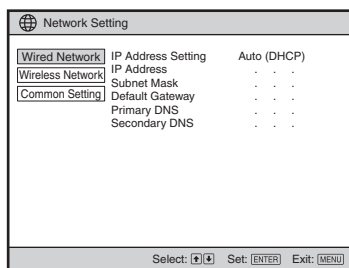 Network Setting
Wired Network
Wireless Network
Common Setting
IP Address Setting Auto (DHCP)
IP Address . . .
Subnet Mask . . .
Default Gateway . . .
Primary DNS . . .
Secondary DNS . . .
Select: Set: ENTER Exit: MENU